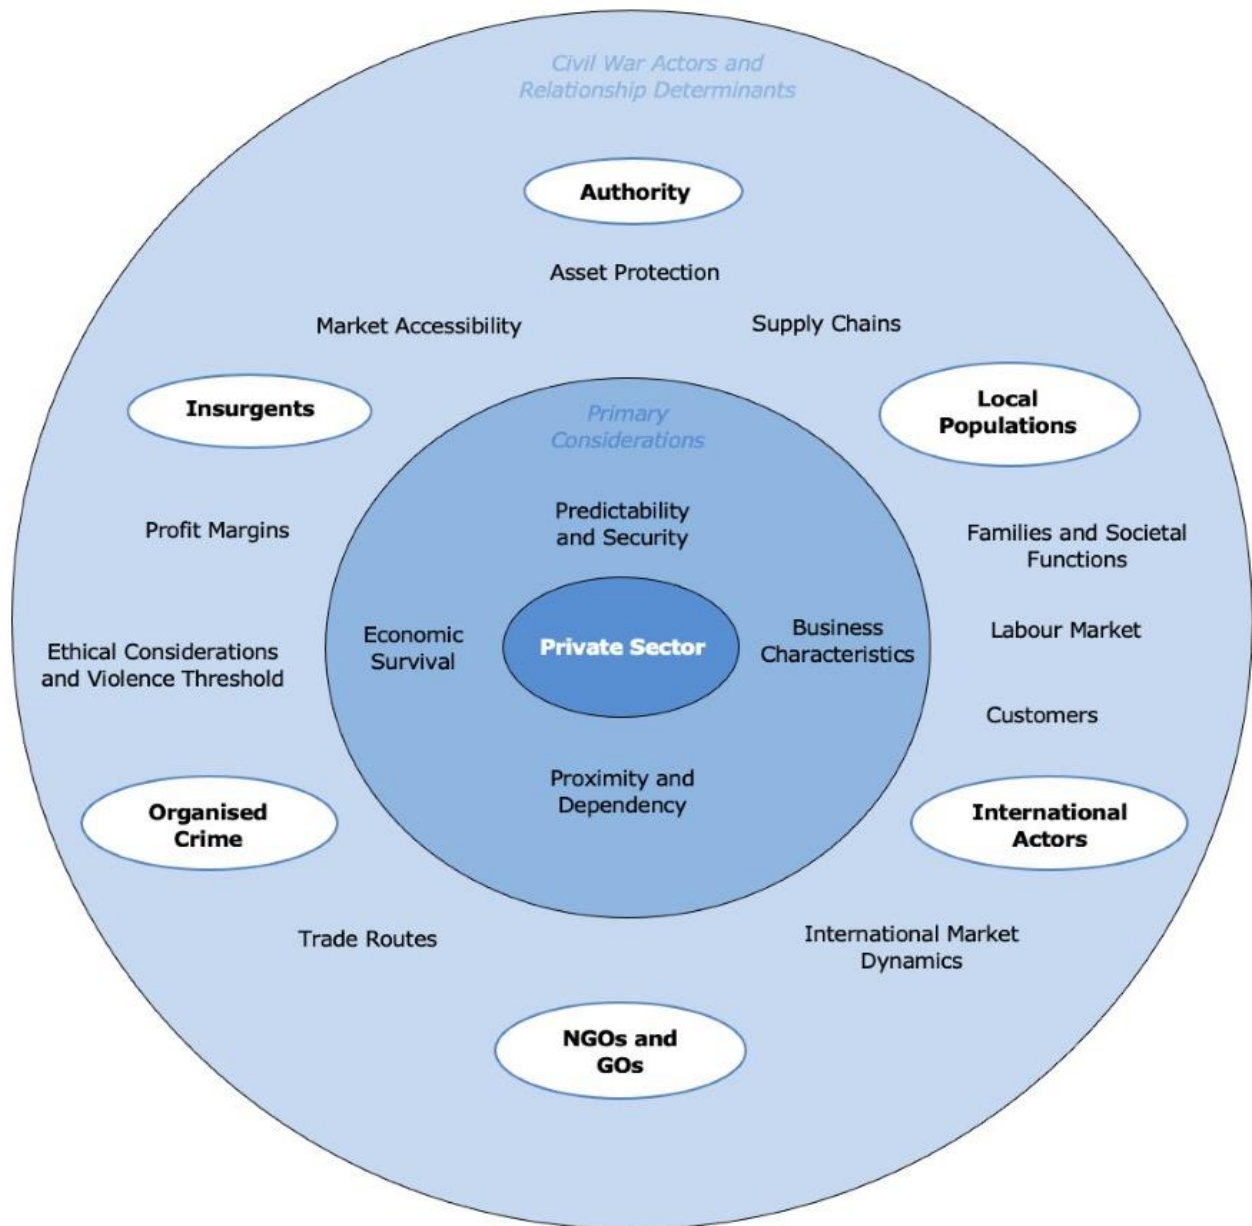 Civil War Actors and
Relationship Determinants
Authority
Asset Protection
Market Accessibility
Supply Chains
Insurgents
Local
Populations
Primary
Considerations
Predictability
and Security
Profit Margins
Families and Societal
Functions
Economic
Survival
Private Sector
Business
Characteristics
Labour Market
Ethical Considerations
and Violence Threshold
Customers
Proximity and
Dependency
Organised
Crime
International
Actors
Trade Routes
International Market
Dynamics
NGOs and
GOs